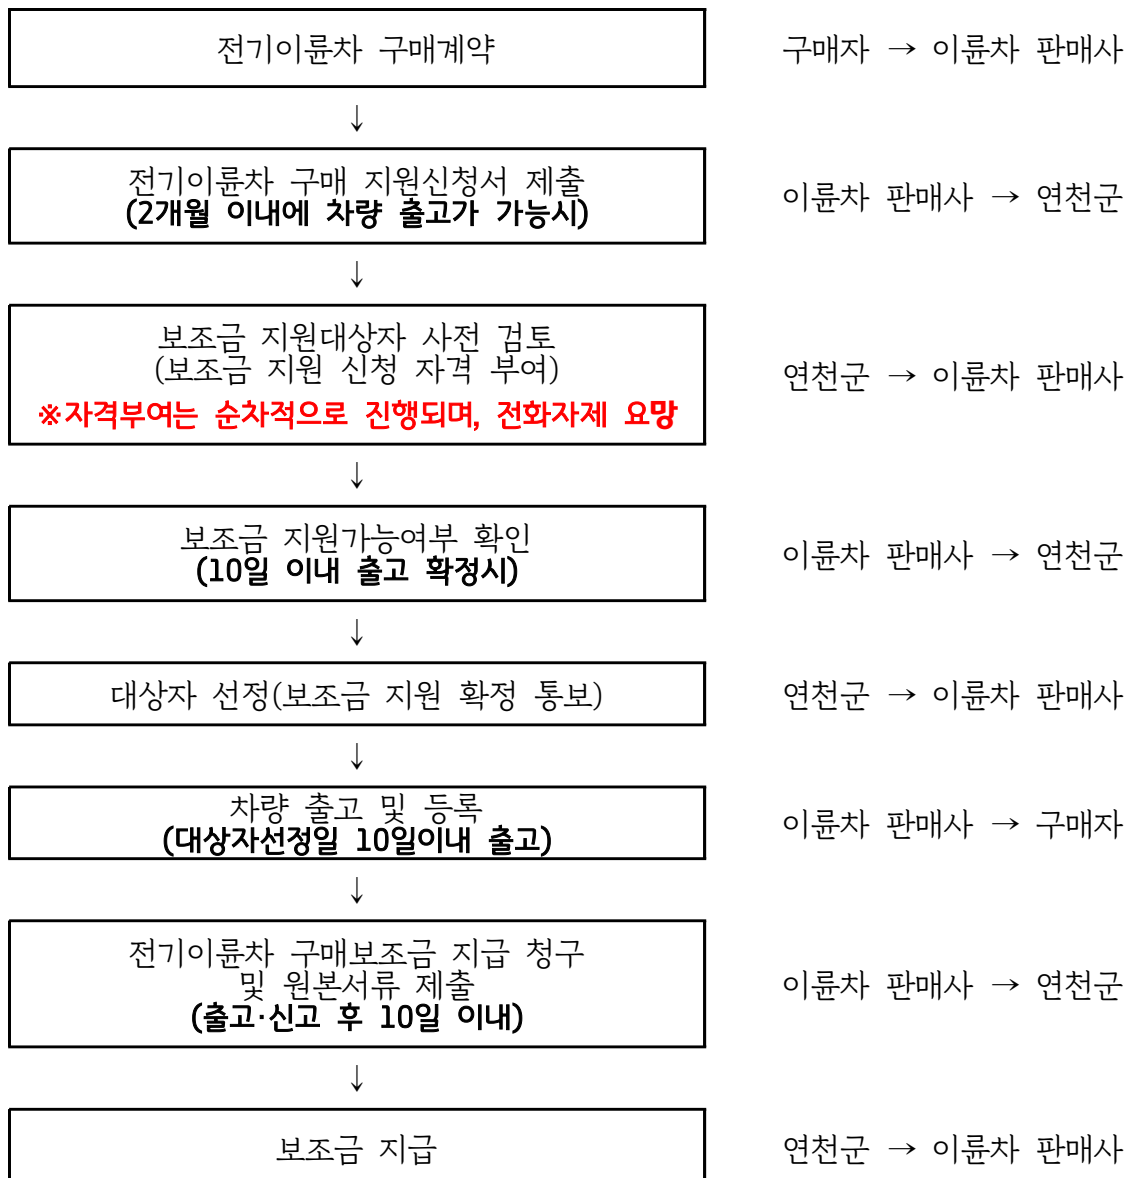 전기이륜차 구매계약
구매자 → 이륜차 판매사
↓
전기이륜차 구매 지원신청서 제출
(2개월 이내에 차량 출고가 가능시)
이륜차 판매사 → 연천군
↓
보조금 지원대상자 사전 검토
(보조금 지원 신청 자격 부여)
※자격부여는 순차적으로 진행되며, 전화자제 요망
연천군 → 이륜차 판매사
↓
보조금 지원가능여부 확인
(10일 이내 출고 확정시)
이륜차 판매사 → 연천군
↓
대상자 선정(보조금 지원 확정 통보)
연천군 → 이륜차 판매사
↓
차량 출고 및 등록
(대상자선정일 10일이내 출고)
이륜차 판매사 → 구매자
↓
전기이륜차 구매보조금 지급 청구
및 원본서류 제출
(출고·신고 후 10일 이내)
이륜차 판매사 → 연천군
↓
보조금 지급
연천군 → 이륜차 판매사